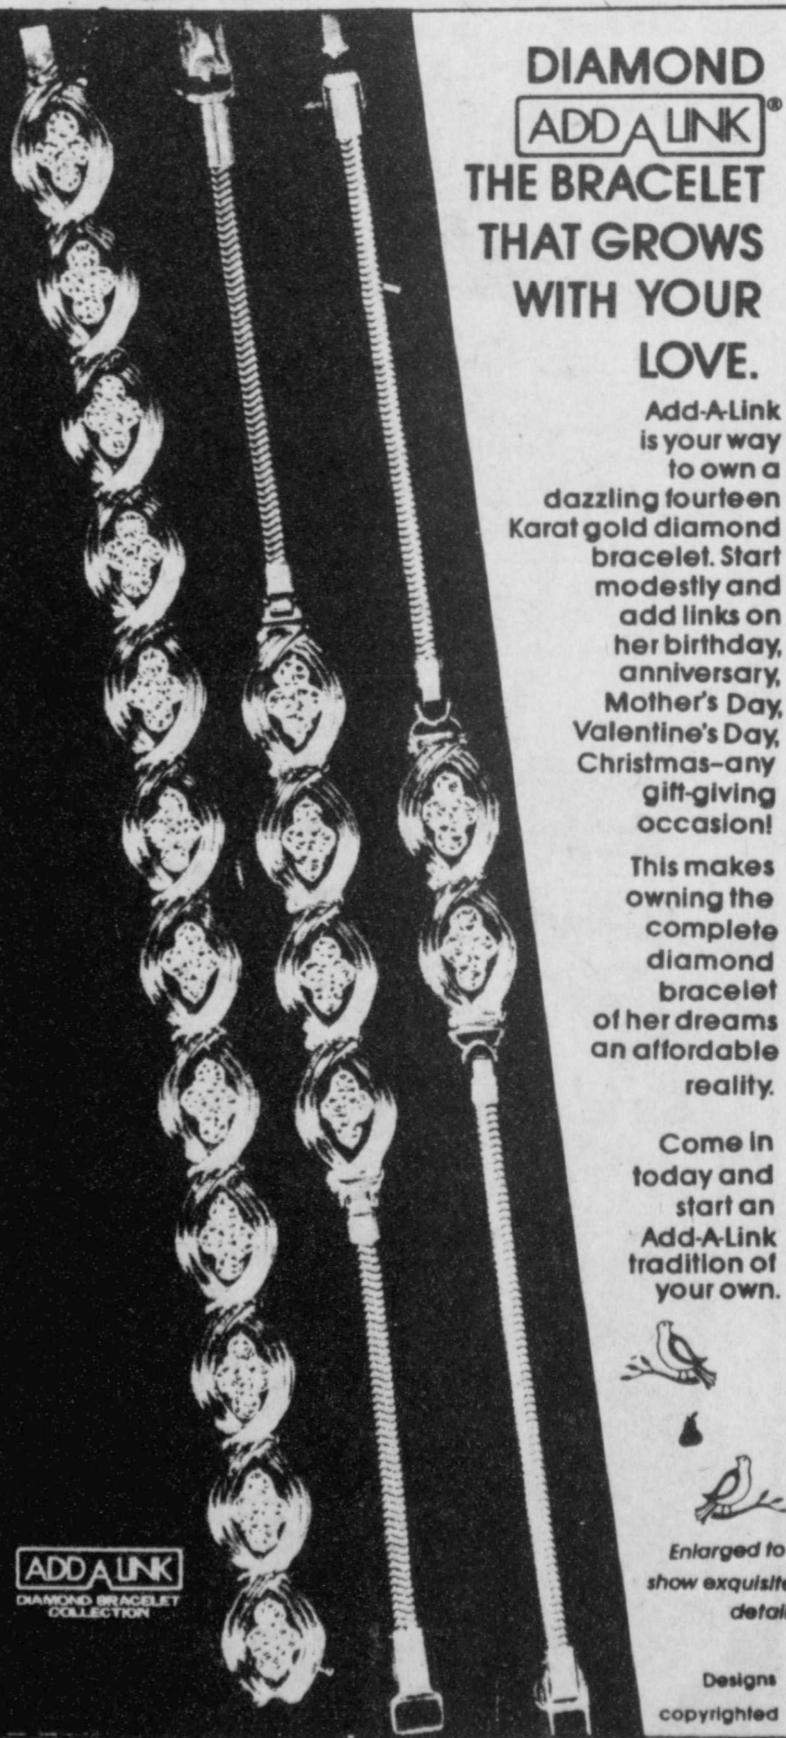 DIAMOND
ADD A LINK®
THE BRACELET
THAT GROWS
WITH YOUR
LOVE.
Add-A-Link
is your way
to own a
dazzling fourteen
Karat gold diamond
bracelet. Start
modestly and
add links on
her birthday,
anniversary,
Mother's Day,
Valentine's Day,
Christmas–any
gift-giving
occasion!
This makes
owning the
complete
diamond
bracelet
of her dreams
an affordable
reality.
Come in
today and
start an
Add-A-Link
tradition of
your own.
Enlarged to
show exquisite
detail
Designs
copyrighted
ADD A LINK
DIAMOND BRACELET
COLLECTION